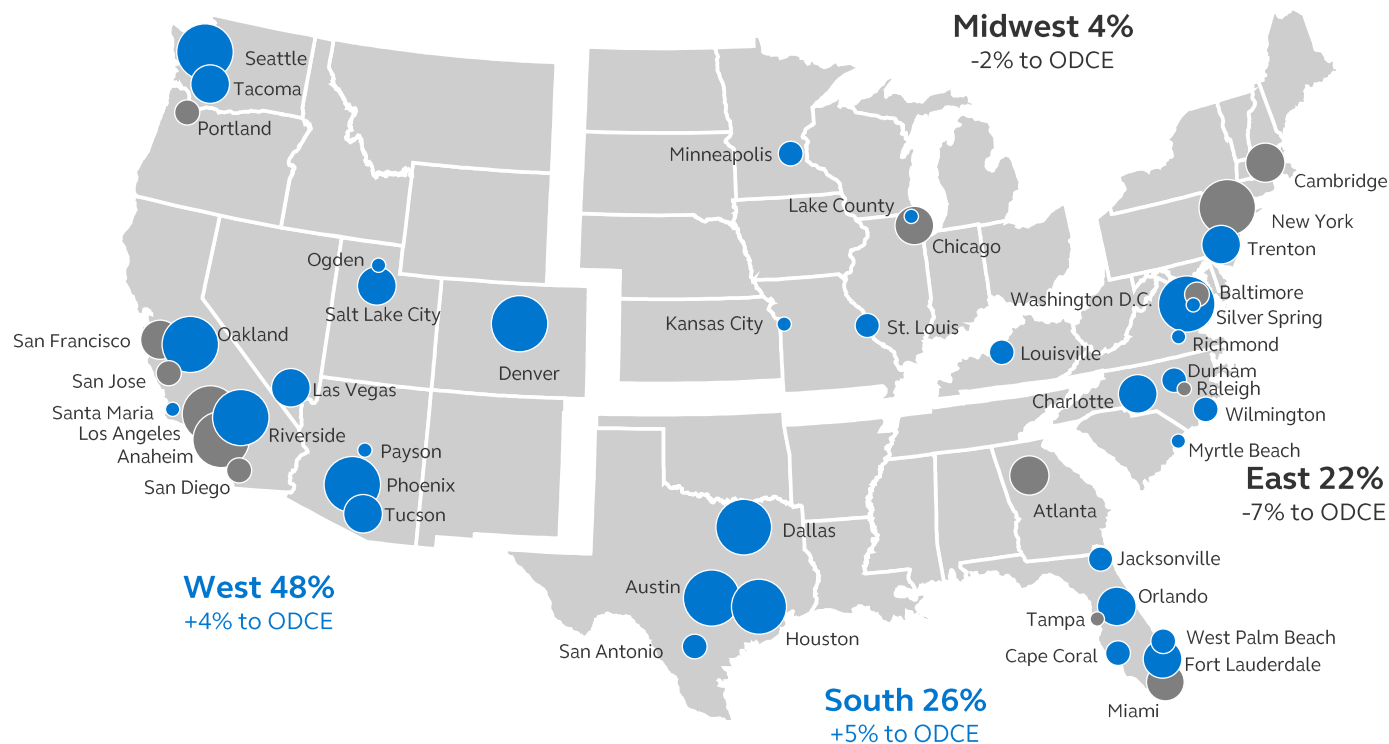 Midwest 4%
-2% to ODCE
Seattle
Tacoma
Portland
Minneapolis
Lake County
Chicago
Cambridge
New York
Trenton
Ogden
Salt Lake City
Denver
Kansas City
St. Louis
Louisville
Washington D.C.
Baltimore
Silver Spring
Richmond
Durham
Raleigh
Charlotte
Wilmington
Myrtle Beach
San Francisco
Oakland
San Jose
Las Vegas
Santa Maria
Los Angeles
Riverside
Anaheim
San Diego
Payson
Phoenix
Tucson
East 22%
-7% to ODCE
Atlanta
Dallas
Austin
Houston
San Antonio
Jacksonville
Orlando
Tampa
West Palm Beach
Cape Coral
Fort Lauderdale
Miami
West 48%
+4% to ODCE
South 26%
+5% to ODCE